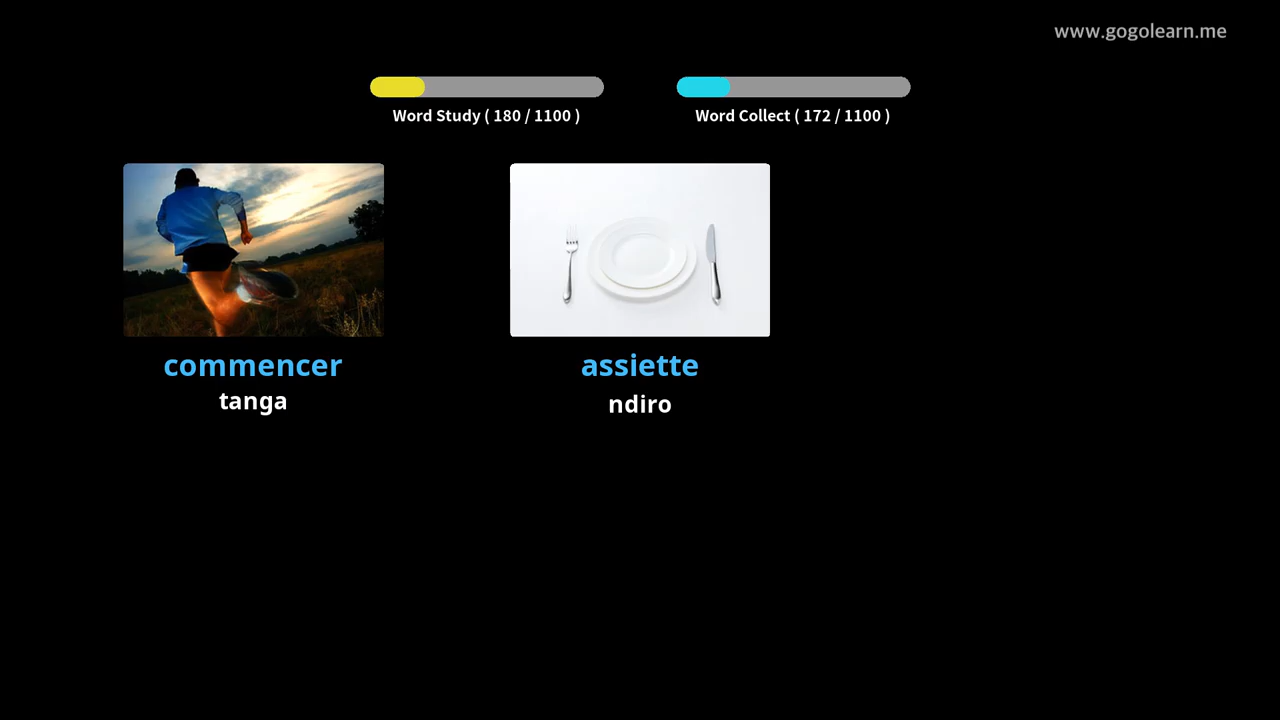 www.gogolearn.me
Word Study ( 180 / 1100 )
Word Collect ( 172 / 1100 )
commencer
tanga
assiette
ndiro